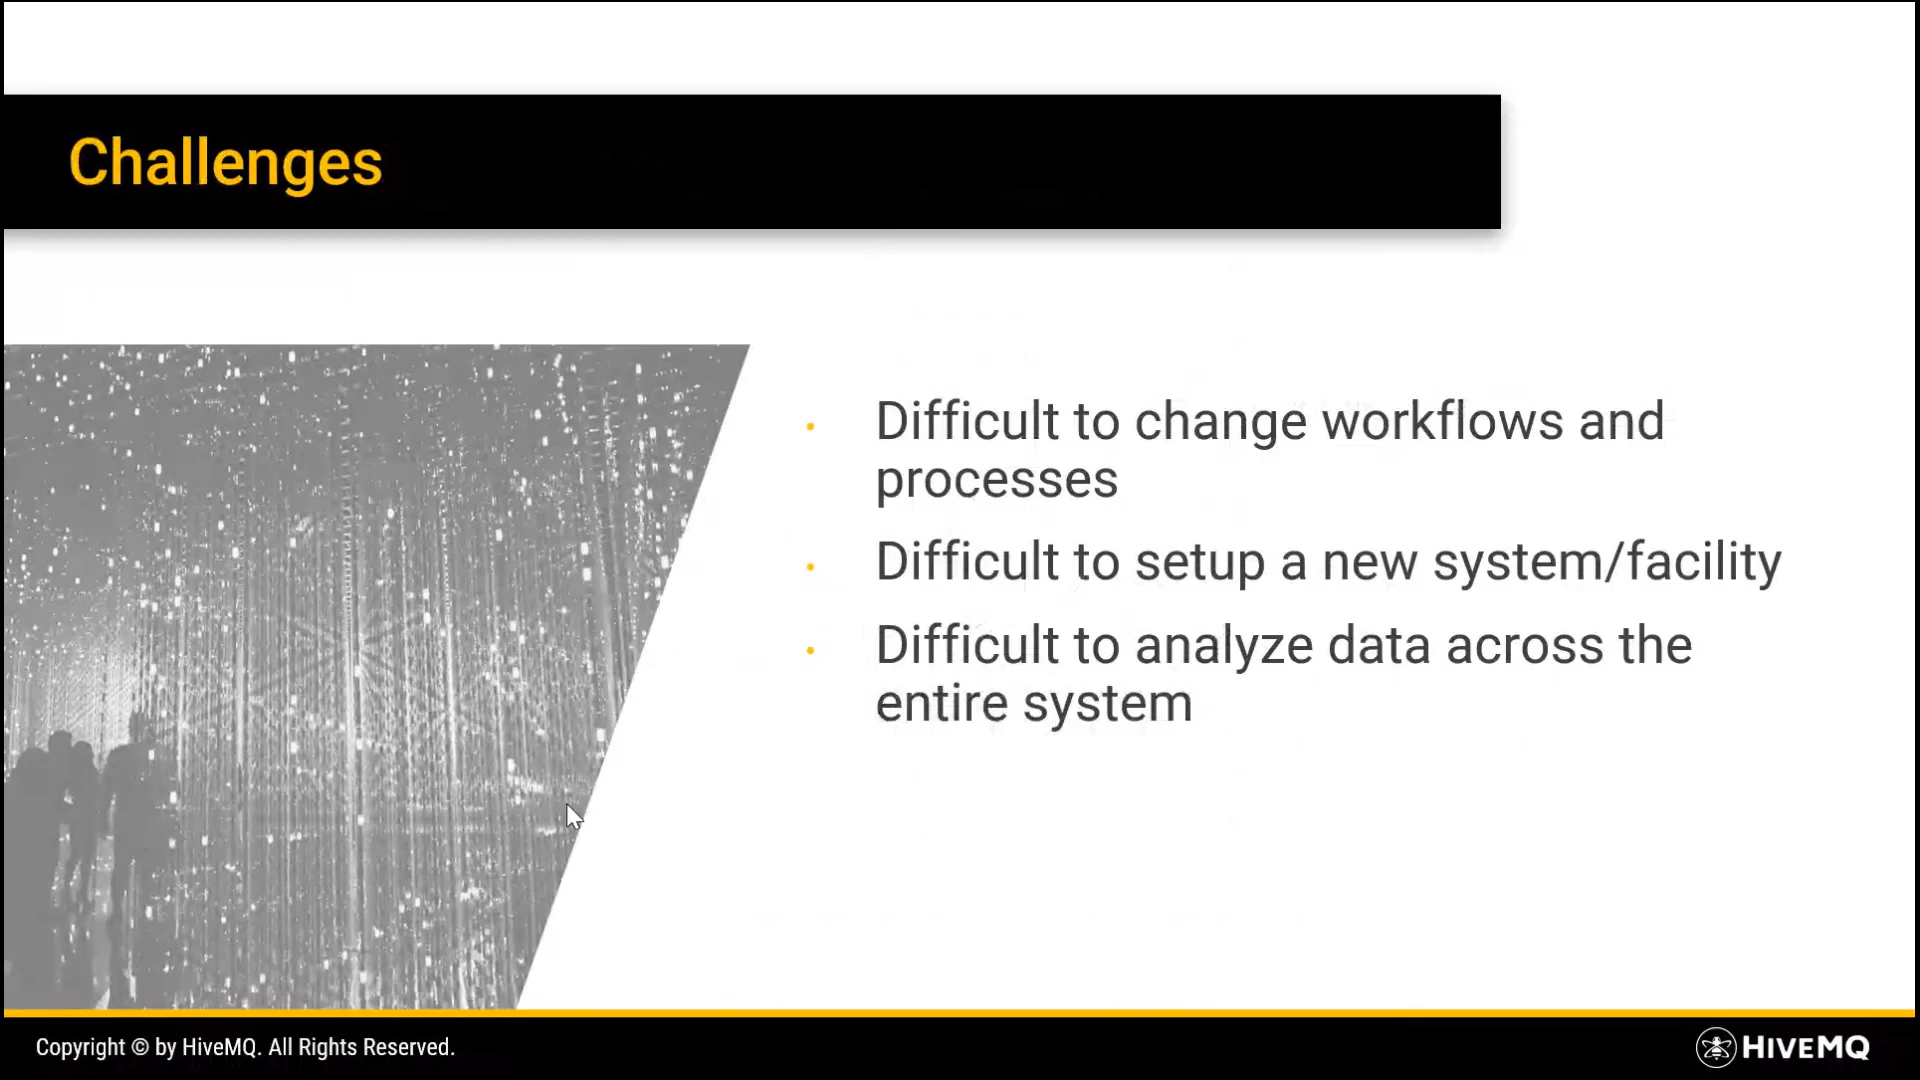 Challenges
Difficult to change workflows and
processes
Difficult to setup a new system/facility
Difficult to analyze data across the
entire system
Copyright © by HiveMQ. All Rights Reserved.
HIVEMQ